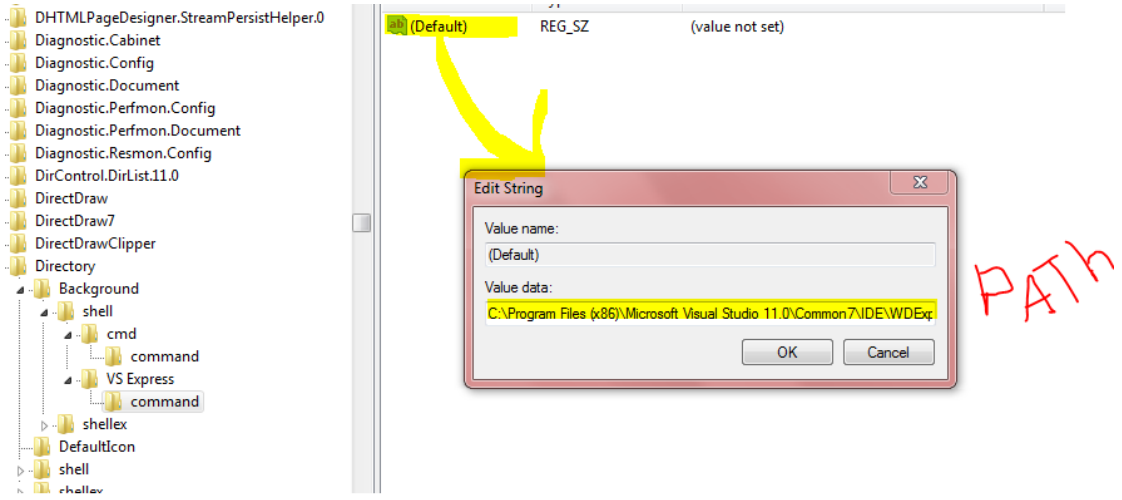 DHTMLPageDesigner.StreamPersistHelper.0
Diagnostic.Cabinet
Diagnostic.Config
Diagnostic.Document
Diagnostic.Perfmon.Config
Diagnostic.Perfmon.Document
Diagnostic.Resmon.Config
DirControl.DirList.11.0
DirectDraw
DirectDraw7
DirectDrawClipper
Directory
Background
shell
cmd
command
VS Express
command
shellex
DefaultIcon
shell
shellex
ab (Default) REG_SZ (value not set)
Edit String
Value name:
(Default)
Value data:
C:\Program Files (x86)\Microsoft Visual Studio 11.0\Common7\IDE\WDExp
OK Cancel
PATh